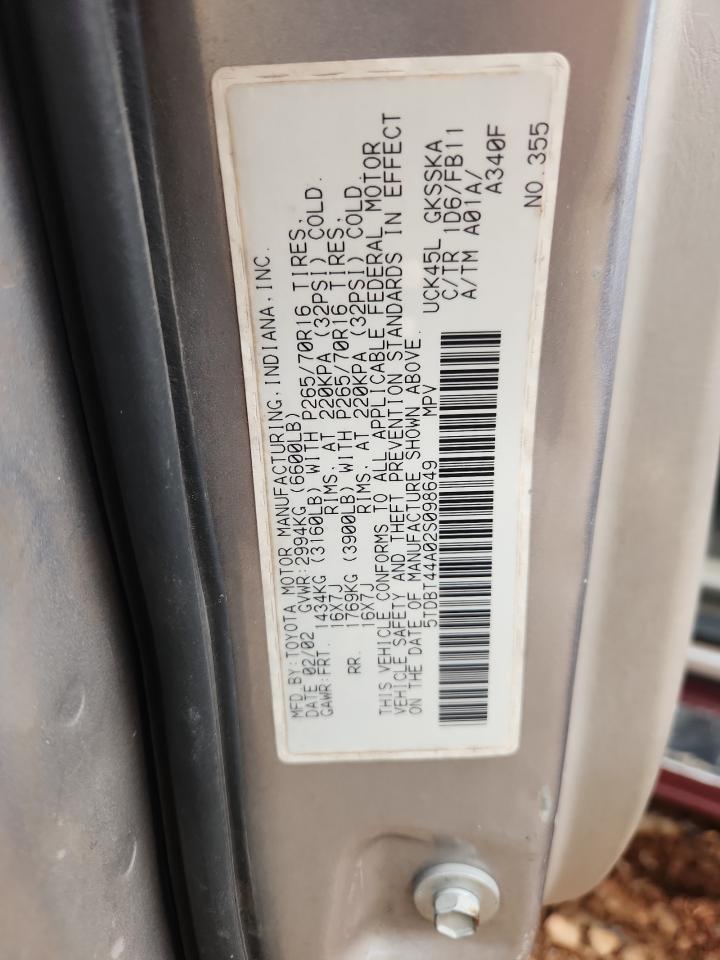 MFD.BY:TOYOTA MOTOR MANUFACTURING,INDIANA,INC.
DATE 02/02 GVWR:2994KG (6600LB)
GAWR:FRT. 1434KG (3160LB) WITH P265/70R16 TIRES,
16X7J RIMS, AT 220KPA (32PSI) COLD.
RR. 1769KG (3900LB) WITH P265/70R16 TIRES,
16X7J RIMS, AT 220KPA (32PSI) COLD.
THIS VEHICLE CONFORMS TO ALL APPLICABLE FEDERAL MOTOR
VEHICLE SAFETY AND THEFT PREVENTION STANDARDS IN EFFECT
ON THE DATE OF MANUFACTURE SHOWN ABOVE.
5TDBT44A02S098649 MPV
UCK45L GKSSKA
C/TR 1D6/FB11
A/TM A01A/
A340F
NO.355